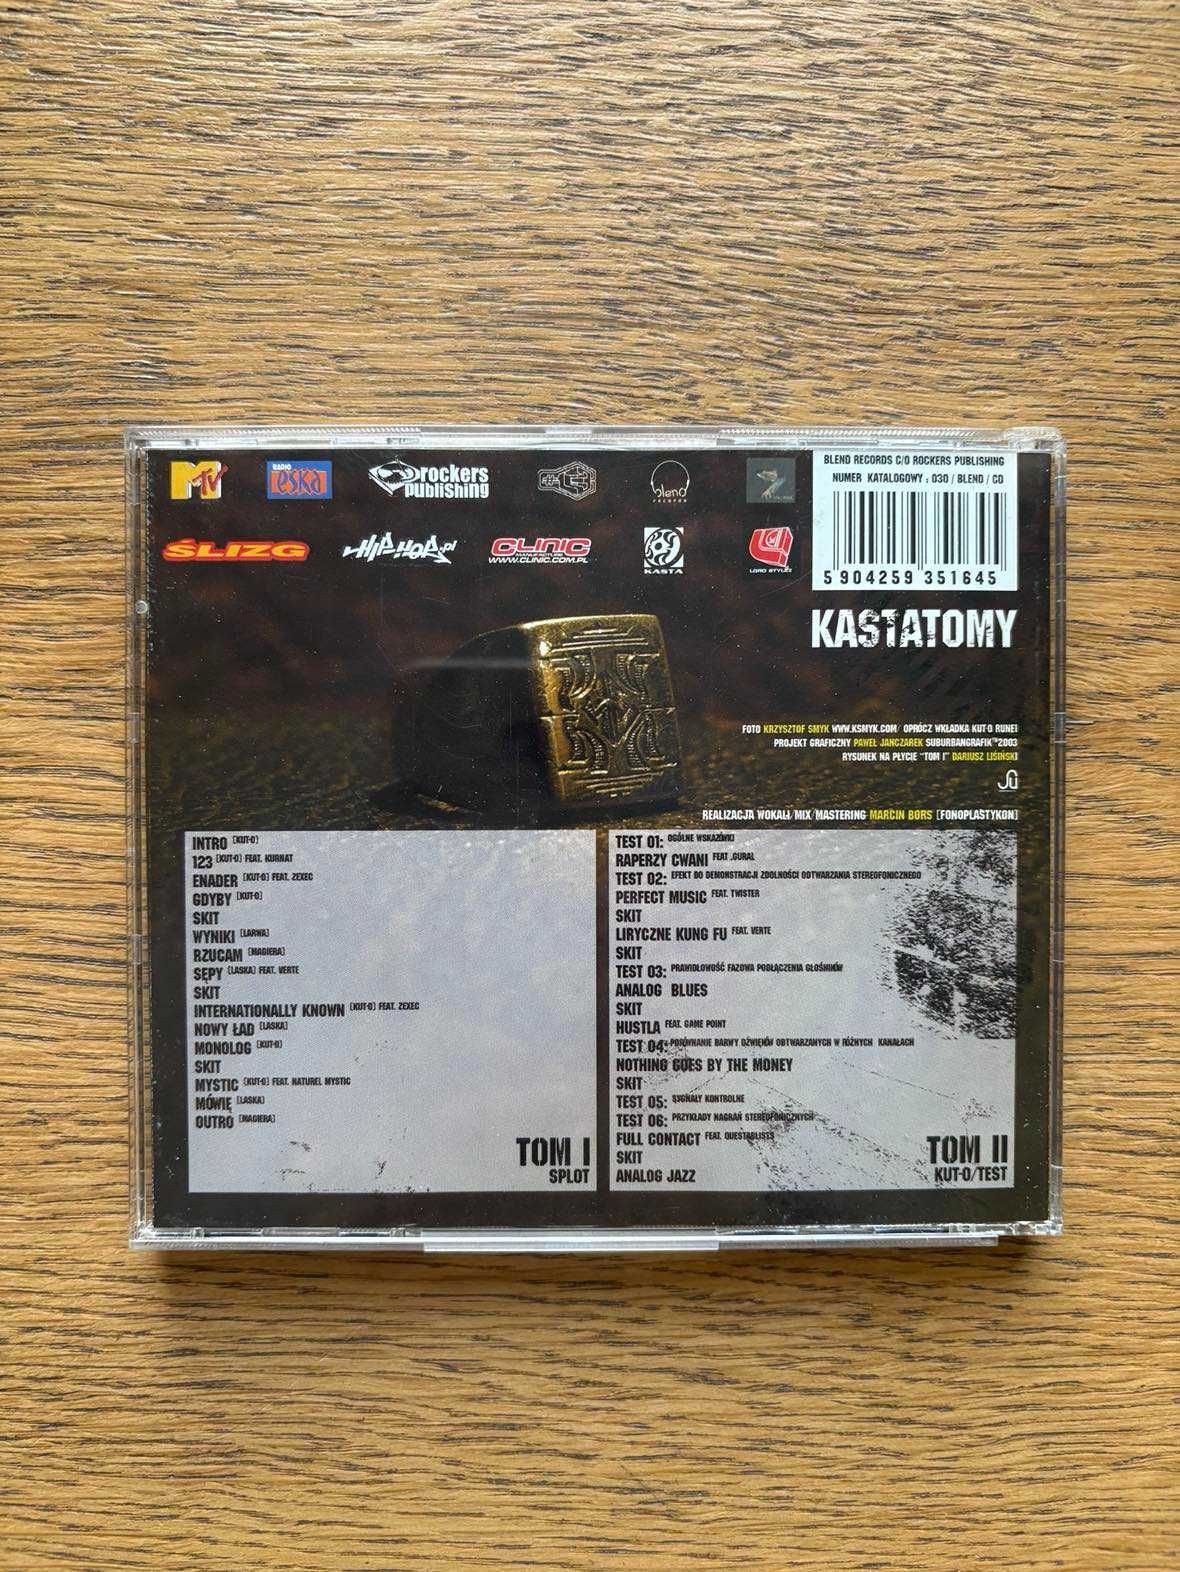 MTV
RADIO
ESKA
rockers
publishing
blend
RECORDS
ŚLIZG
HIP-HOP.pl
CLINIC
MANUFACTURE
WWW.CLINIC.COM.PL
KASTA
LORD STYLEZ
BLEND RECORDS C/O ROCKERS PUBLISHING
NUMER KATALOGOWY : 030 / BLEND / CD
5 904259 351645
KASTATOMY
FOTO KRZYSZTOF SMYK WWW.KSMYK.COM/ OPRÓCZ WKŁADKA KUT-O RUNEI
PROJEKT GRAFICZNY PAWEŁ JANCZAREK SUBURBANGRAFIK™2003
RYSUNEK NA PŁYCIE "TOM I" DARIUSZ LISIŃSKI
REALIZACJA WOKALI/MIX/MASTERING MARCIN BORS [FONOPLASTYKON]
INTRO [KUT-O]
123 [KUT-O] FEAT. KURNAT
ENADER [KUT-O] FEAT. ZEXEC
GDYBY [KUT-O]
SKIT
WYNIKI [LARWA]
RZUCAM [MAGIERA]
SĘPY [LASKA] FEAT. VERTE
SKIT
INTERNATIONALLY KNOWN [KUT-O] FEAT. ZEXEC
NOWY ŁAD [LASKA]
MONOLOG [KUT-O]
SKIT
MYSTIC [KUT-O] FEAT. NATUREL MYSTIC
MÓWIĘ [LASKA]
OUTRO [MAGIERA]
TOM I
SPLOT
TEST 01: OGÓLNE WSKAZÓWKI
RAPERZY CWANI FEAT .GURAL
TEST 02: EFEKT DO DEMONSTRACJI ZDOLNOŚCI ODTWARZANIA STEREOFONICZNEGO
PERFECT MUSIC FEAT. TWISTER
SKIT
LIRYCZNE KUNG FU FEAT. VERTE
SKIT
TEST 03: PRAWIDŁOWOŚĆ FAZOWA PODŁĄCZENIA GŁOŚNIKÓW
ANALOG BLUES
SKIT
HUSTLA FEAT. GAME POINT
TEST 04: PORÓWNANIE BARWY DŹWIĘKÓW ODTWARZANYCH W RÓŻNYCH KANAŁACH
NOTHING GOES BY THE MONEY
SKIT
TEST 05: SYGNAŁY KONTROLNE
TEST 06: PRZYKŁADY NAGRAŃ STEREOFONICZNYCH
FULL CONTACT FEAT. QUESTABLISTS
SKIT
ANALOG JAZZ
TOM II
KUT-O/TEST